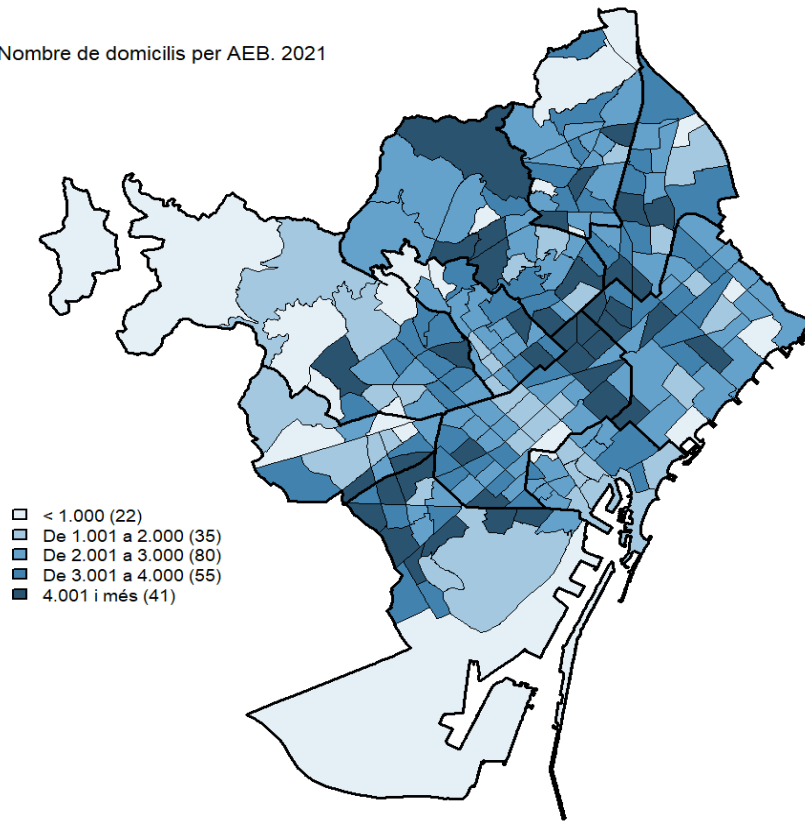 Nombre de domicilis per AEB. 2021
< 1.000 (22)
De 1.001 a 2.000 (35)
De 2.001 a 3.000 (80)
De 3.001 a 4.000 (55)
4.001 i més (41)